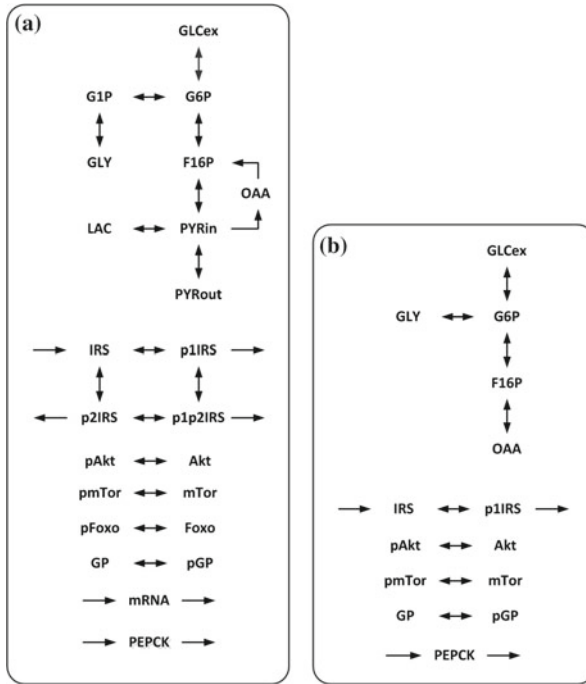 (a)
GLCex
G1P G6P
GLY F16P
OAA
LAC PYRin
PYRout
IRS p1IRS
p2IRS p1p2IRS
pAkt Akt
pmTor mTor
pFoxo Foxo
GP pGP
mRNA
PEPCK
(b)
GLCex
GLY G6P
F16P
OAA
IRS p1IRS
pAkt Akt
pmTor mTor
GP pGP
PEPCK